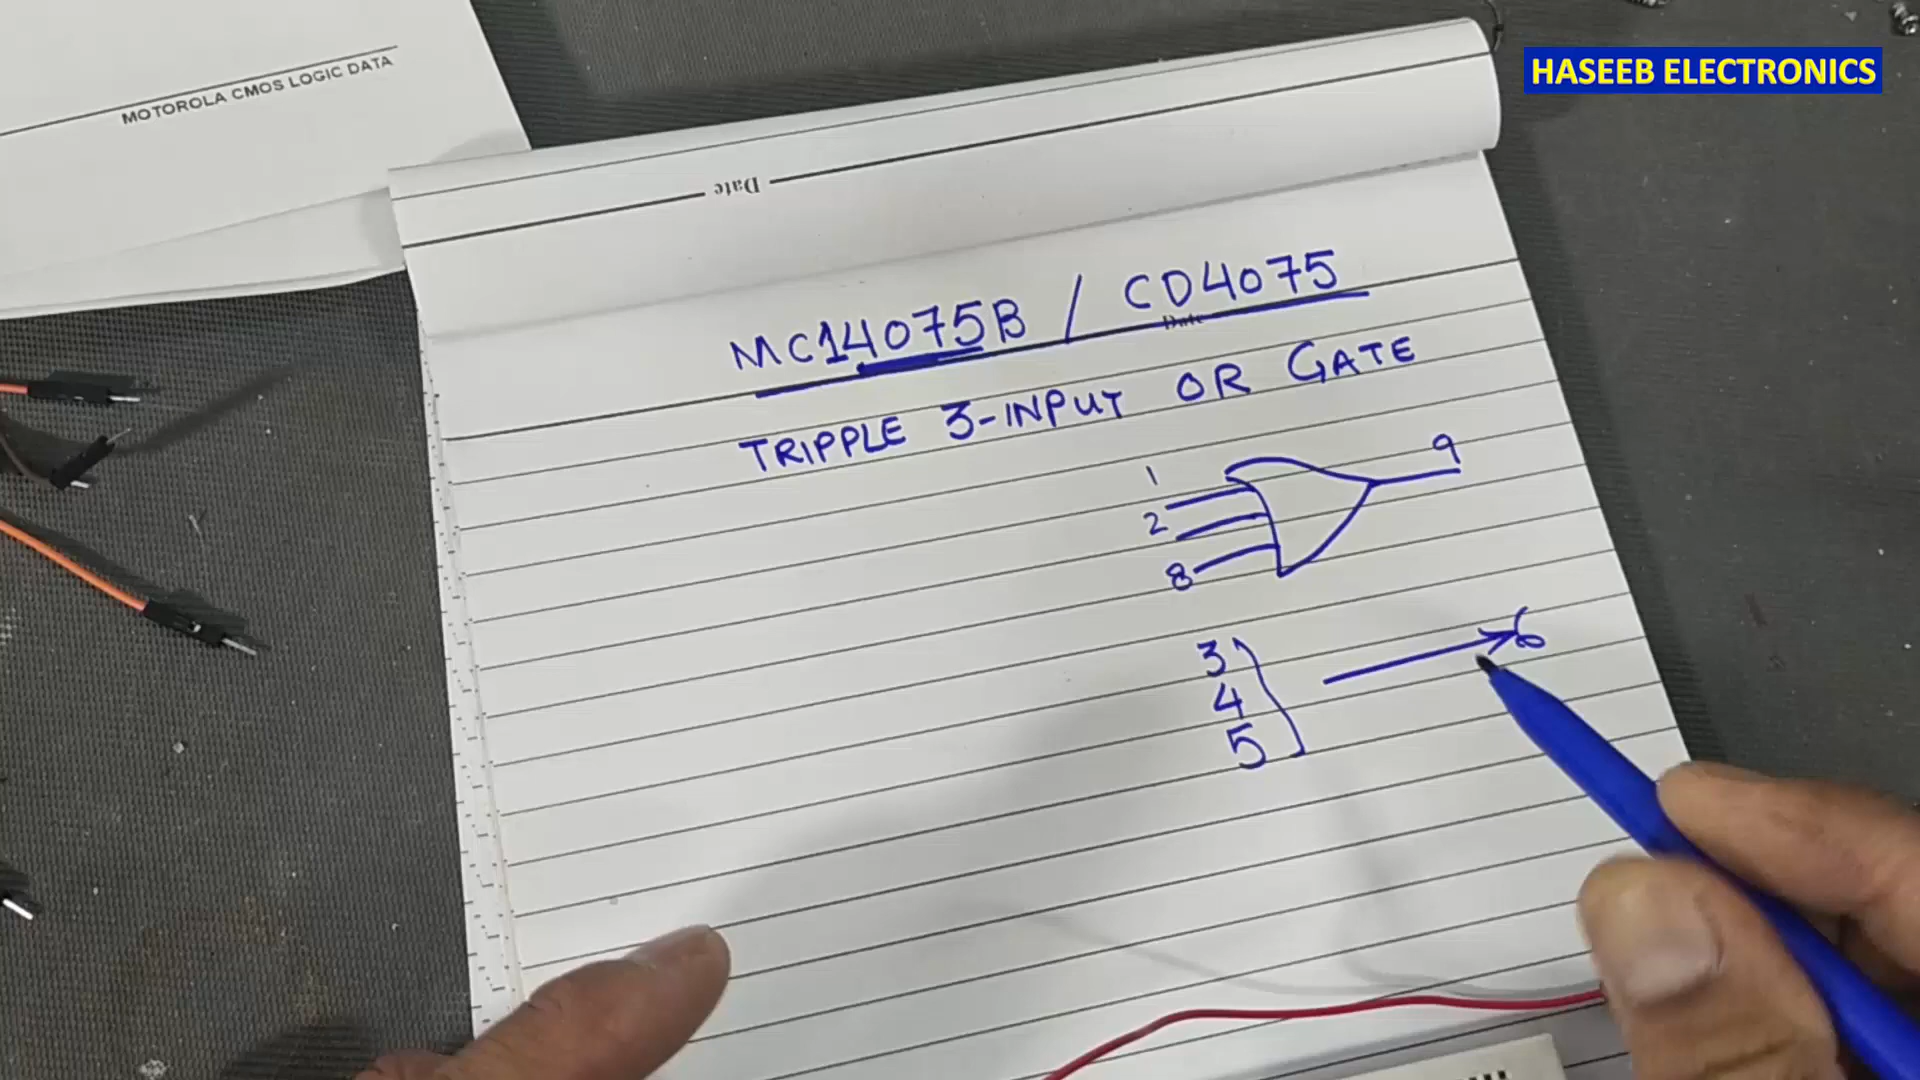 HASEEB ELECTRONICS
MOTOROLA CMOS LOGIC DATA
Date
MC14075B / CD4075
Date
TRIPPLE 3-INPUT OR GATE
1
2
8
9
3
4
5
6